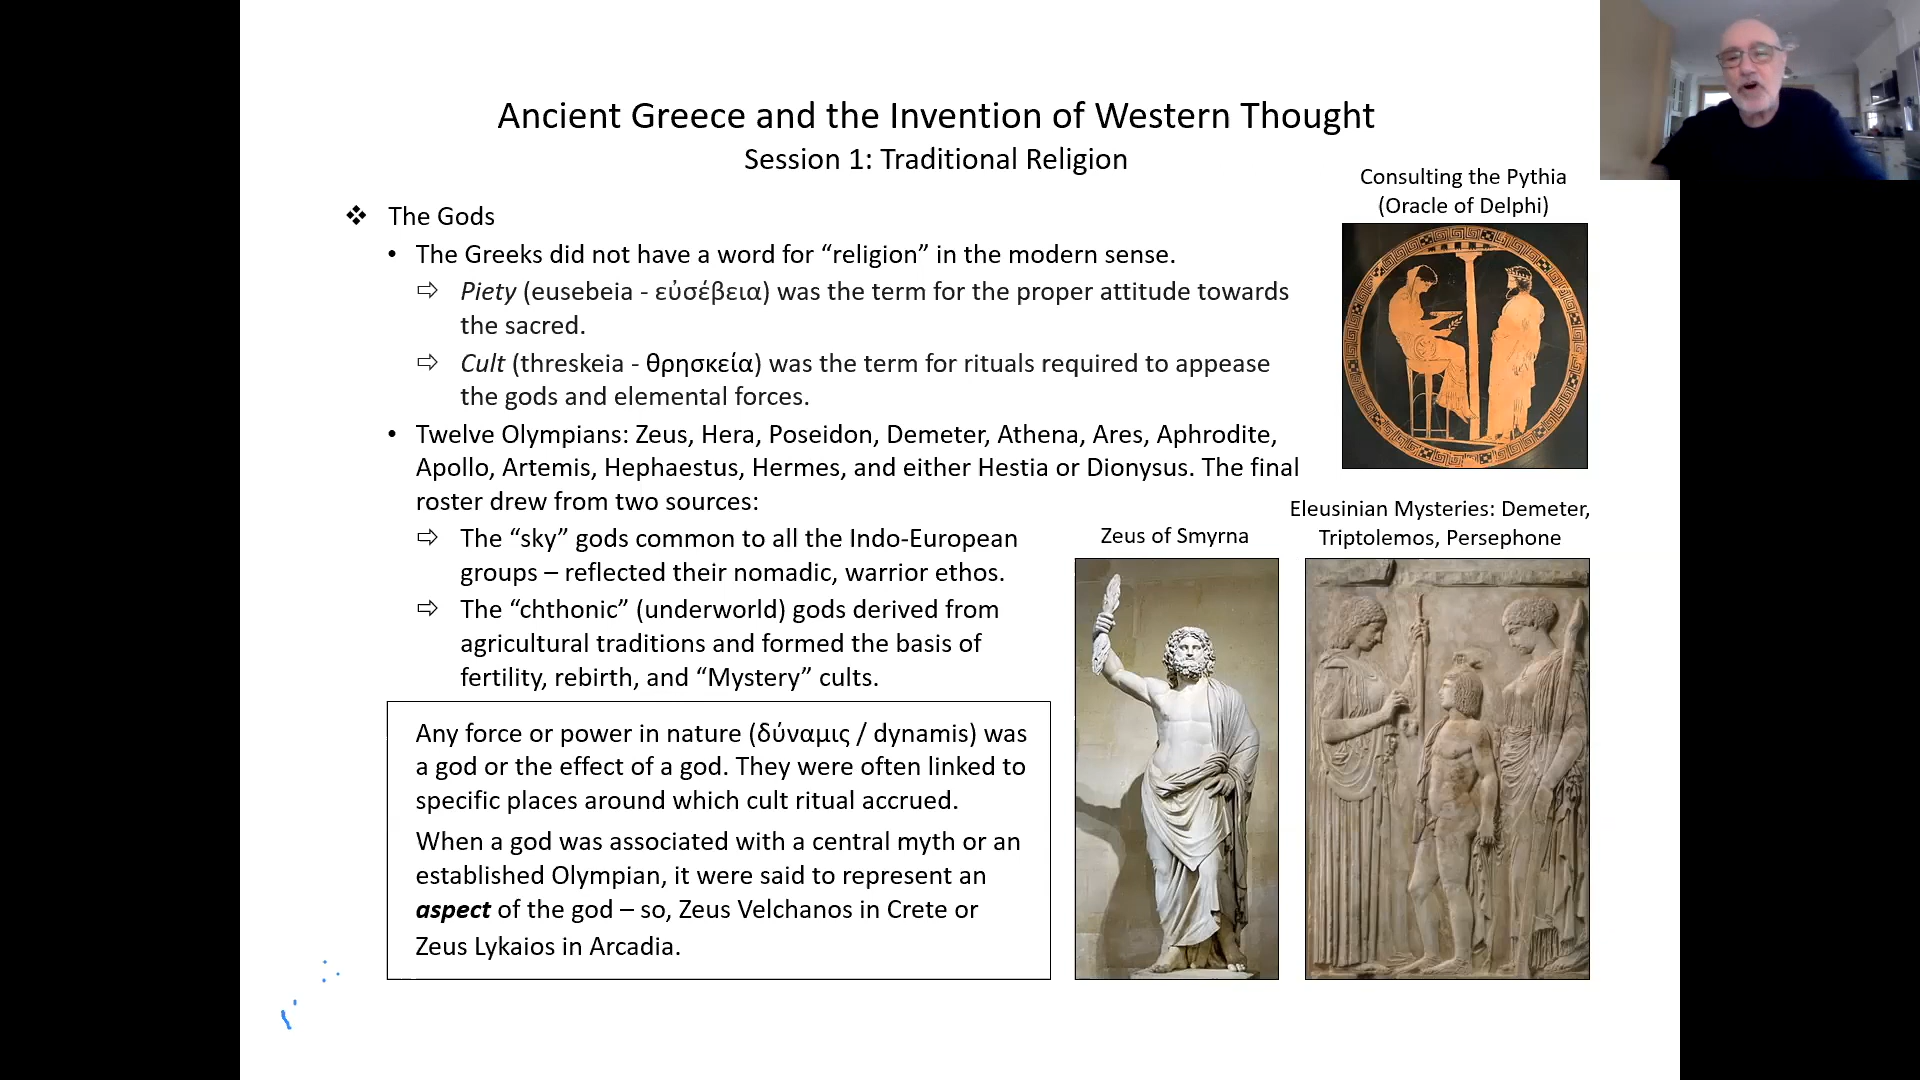 Ancient Greece and the Invention of Western Thought
Session 1: Traditional Religion
❖ The Gods
• The Greeks did not have a word for “religion” in the modern sense.
⇨ Piety (eusebeia - εὐσέβεια) was the term for the proper attitude towards
the sacred.
⇨ Cult (threskeia - θρησκεία) was the term for rituals required to appease
the gods and elemental forces.
• Twelve Olympians: Zeus, Hera, Poseidon, Demeter, Athena, Ares, Aphrodite,
Apollo, Artemis, Hephaestus, Hermes, and either Hestia or Dionysus. The final
roster drew from two sources:
⇨ The “sky” gods common to all the Indo-European
groups – reflected their nomadic, warrior ethos.
⇨ The “chthonic” (underworld) gods derived from
agricultural traditions and formed the basis of
fertility, rebirth, and “Mystery” cults.
Any force or power in nature (δύναμις / dynamis) was
a god or the effect of a god. They were often linked to
specific places around which cult ritual accrued.
When a god was associated with a central myth or an
established Olympian, it were said to represent an
aspect of the god – so, Zeus Velchanos in Crete or
Zeus Lykaios in Arcadia.
Consulting the Pythia
(Oracle of Delphi)
Zeus of Smyrna
Eleusinian Mysteries: Demeter,
Triptolemos, Persephone